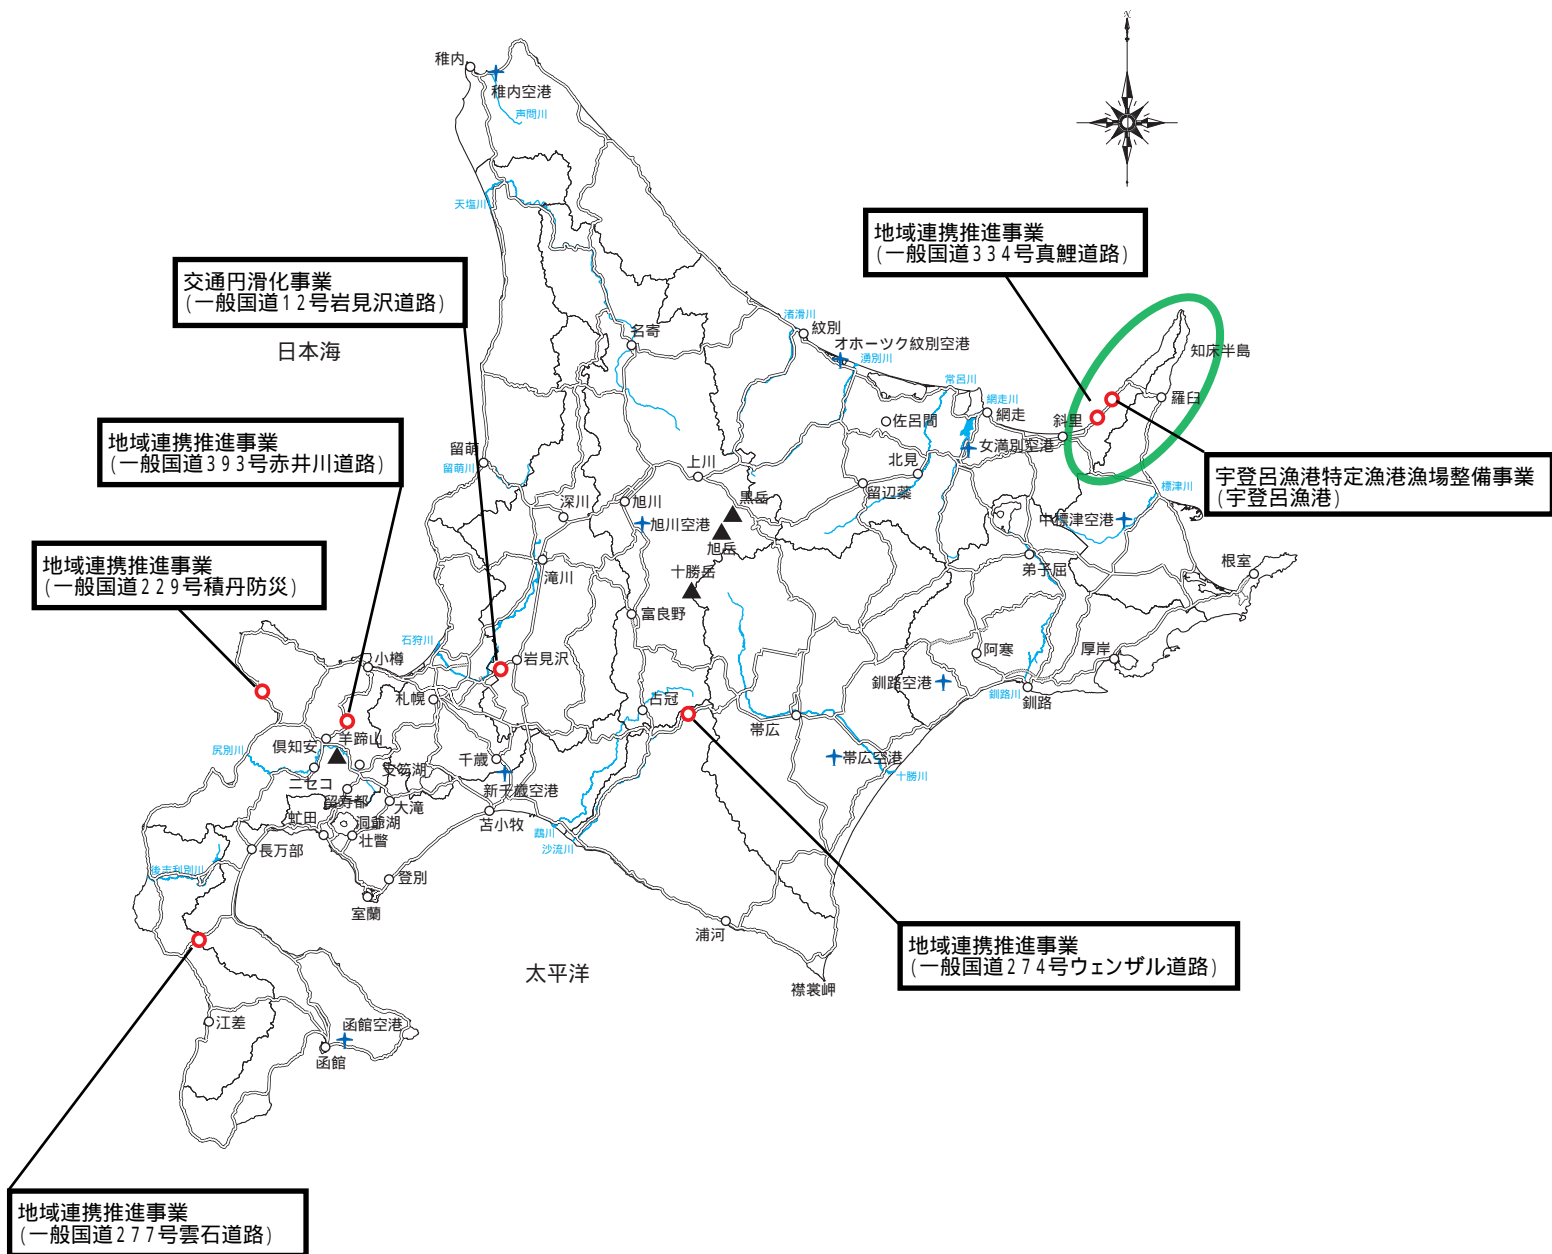 N
稚内
稚内空港
声問川
天塩川
地域連携推進事業
(一般国道334号真鯉道路)
交通円滑化事業
(一般国道12号岩見沢道路)
日本海
名寄
渚滑川
紋別
オホーツク紋別空港
湧別川
知床半島
常呂川
網走川
網走
羅臼
佐呂間
斜里
女満別空港
地域連携推進事業
(一般国道393号赤井川道路)
留萌
留萌川
上川
北見
留辺蘂
宇登呂漁港特定漁港漁場整備事業
(宇登呂漁港)
標津川
中標津空港
深川
旭川
旭川空港
黒岳
旭岳
十勝岳
滝川
弟子屈
根室
地域連携推進事業
(一般国道229号積丹防災)
富良野
石狩川
小樽
岩見沢
阿寒
厚岸
札幌
占冠
釧路空港
釧路川
釧路
帯広
倶知安
羊蹄山
尻別川
ニセコ
支笏湖
千歳
新千歳空港
帯広空港
十勝川
留寿都
大滝
苫小牧
虻田
洞爺湖
壮瞥
鵡川
沙流川
長万部
後志利別川
登別
室蘭
浦河
地域連携推進事業
(一般国道274号ウェンザル道路)
太平洋
襟裳岬
江差
函館空港
函館
地域連携推進事業
(一般国道277号雲石道路)